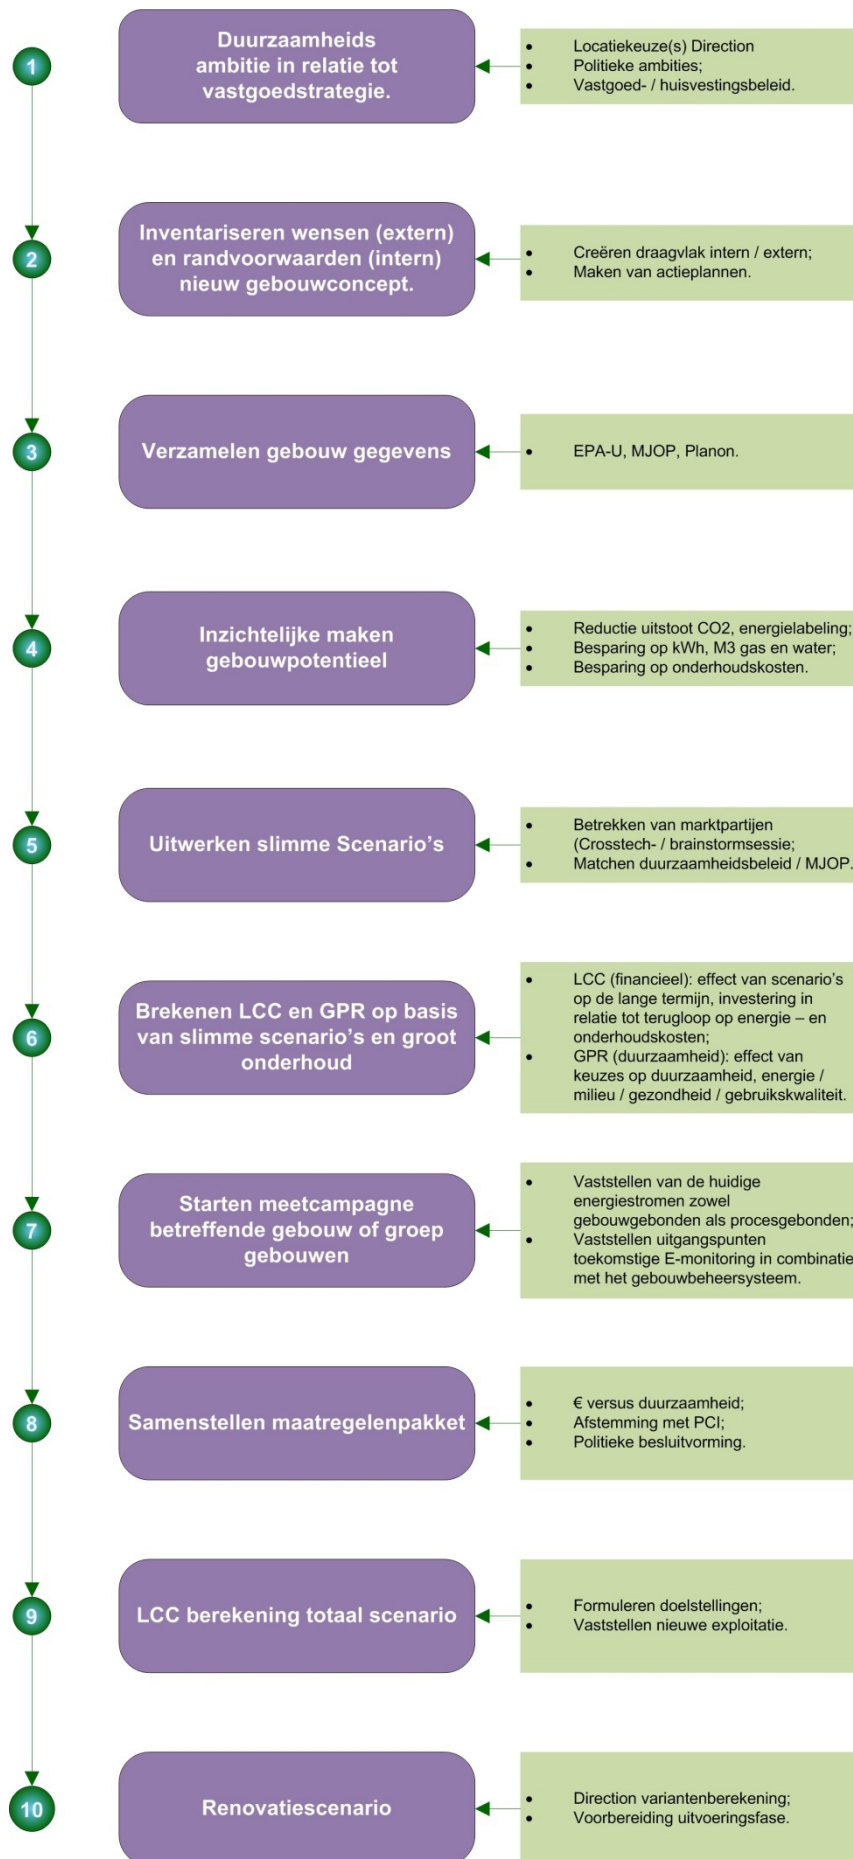 1
Duurzaamheids
ambitie in relatie tot
vastgoedstrategie.
• Locatiekeuze(s) Direction
• Politieke ambities;
• Vastgoed- / huisvestingsbeleid.
2
Inventariseren wensen (extern)
en randvoorwaarden (intern)
nieuw gebouwconcept.
• Creëren draagvlak intern / extern;
• Maken van actieplannen.
3
Verzamelen gebouw gegevens
• EPA-U, MJOP, Planon.
4
Inzichtelijke maken
gebouwpotentieel
• Reductie uitstoot CO2, energielabeling;
• Besparing op kWh, M3 gas en water;
• Besparing op onderhoudskosten.
5
Uitwerken slimme Scenario’s
• Betrekken van marktpartijen
(Crosstech- / brainstormsessie;
• Matchen duurzaamheidsbeleid / MJOP.
6
Brekenen LCC en GPR op basis
van slimme scenario’s en groot
onderhoud
• LCC (financieel): effect van scenario’s
op de lange termijn, investering in
relatie tot terugloop op energie – en
onderhoudskosten;
• GPR (duurzaamheid): effect van
keuzes op duurzaamheid, energie /
milieu / gezondheid / gebruikskwaliteit.
7
Starten meetcampagne
betreffende gebouw of groep
gebouwen
• Vaststellen van de huidige
energiestromen zowel
gebouwgebonden als procesgebonden;
• Vaststellen uitgangspunten
toekomstige E-monitoring in combinatie
met het gebouwbeheersysteem.
8
Samenstellen maatregelenpakket
• € versus duurzaamheid;
• Afstemming met PCI;
• Politieke besluitvorming.
9
LCC berekening totaal scenario
• Formuleren doelstellingen;
• Vaststellen nieuwe exploitatie.
10
Renovatiescenario
• Direction variantenberekening;
• Voorbereiding uitvoeringsfase.